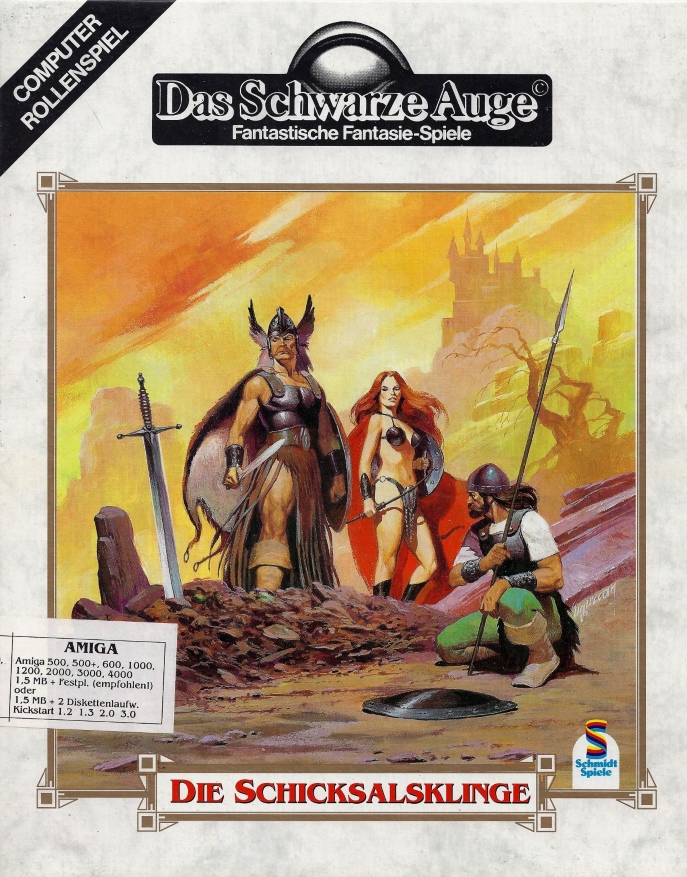 COMPUTER
ROLLENSPIEL
Das Schwarze Auge©
Fantastische Fantasie-Spiele
AMIGA
Amiga 500, 500+, 600, 1000,
1200, 2000, 3000, 4000
1,5 MB + Festpl. (empfohlen!)
oder
1,5 MB + 2 Diskettenlaufw.
Kickstart 1.2 1.3 2.0 3.0
S
Schmidt
Spiele
DIE SCHICKSALSKLINGE